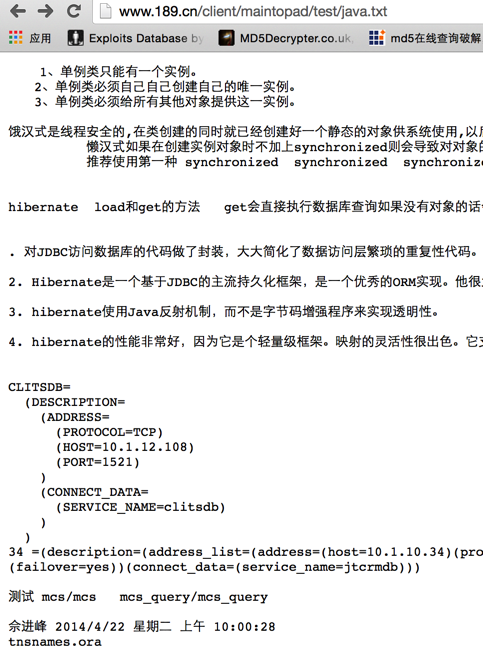 www.189.cn/client/maintopad/test/java.txt
应用 Exploits Database by MD5Decrypter.co.uk, md5在线查询破解
1、单例类只能有一个实例。
2、单例类必须自己自己创建自己的唯一实例。
3、单例类必须给所有其他对象提供这一实例。
饿汉式是线程安全的,在类创建的同时就已经创建好一个静态的对象供系统使用,以后
懒汉式如果在创建实例对象时不加上synchronized则会导致对对象的
推荐使用第一种 synchronized synchronized synchronize
hibernate load和get的方法 get会直接执行数据库查询如果没有对象的话
. 对JDBC访问数据库的代码做了封装，大大简化了数据访问层繁琐的重复性代码。
2. Hibernate是一个基于JDBC的主流持久化框架，是一个优秀的ORM实现。他很
3. hibernate使用Java反射机制，而不是字节码增强程序来实现透明性。
4. hibernate的性能非常好，因为它是个轻量级框架。映射的灵活性很出色。它支
CLITSDB=
(DESCRIPTION=
(ADDRESS=
(PROTOCOL=TCP)
(HOST=10.1.12.108)
(PORT=1521)
)
(CONNECT_DATA=
(SERVICE_NAME=clitsdb)
)
)
34 =(description=(address_list=(address=(host=10.1.10.34)(pro
(failover=yes))(connect_data=(service_name=jtcrmdb)))
测试 mcs/mcs mcs_query/mcs_query
佘进峰 2014/4/22 星期二 上午 10:00:28
tnsnames.ora